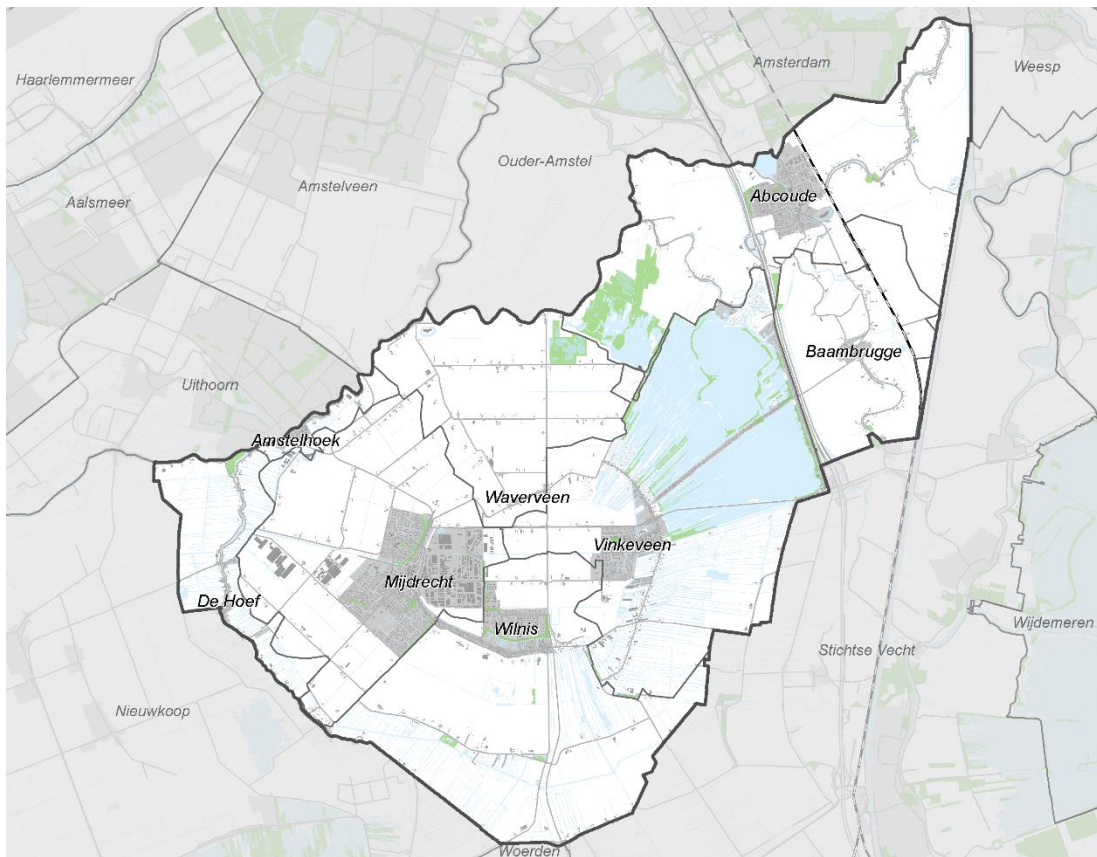 Amsterdam
Weesp
Haarlemmermeer
Ouder-Amstel
Amstelveen
Abcoude
Aalsmeer
Baambrugge
Uithoorn
Amstelhoek
Waverveen
Vinkeveen
Mijdrecht
De Hoef
Wilnis
Wijdemeren
Stichtse Vecht
Nieuwkoop
Woerden